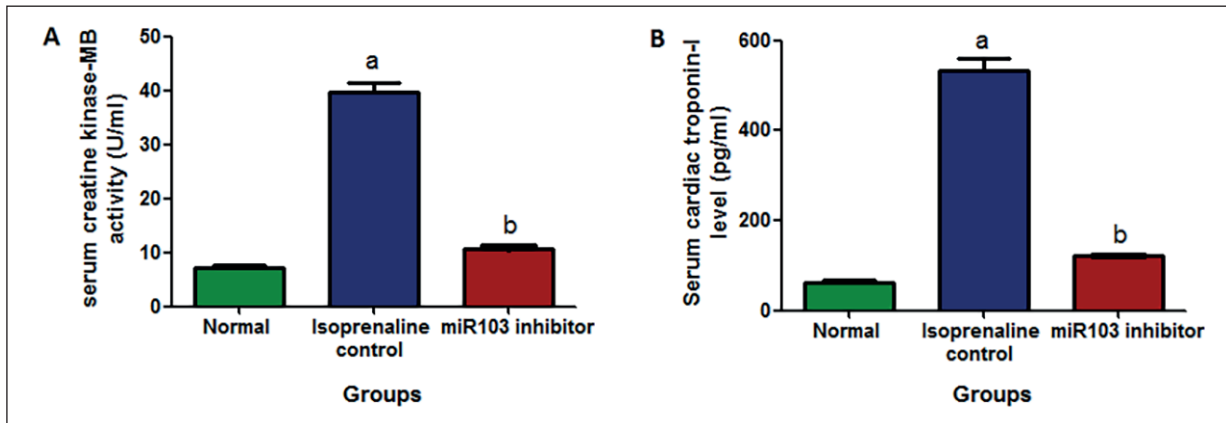 A
serum creatine kinase-MB
activity (U/ml)
50
40
30
20
10
0
a
b
Normal
Isoprenaline
control
miR103 inhibitor
Groups
B
Serum cardiac troponin-I
level (pg/ml)
600
400
200
0
a
b
Normal
Isoprenaline
control
miR103 inhibitor
Groups